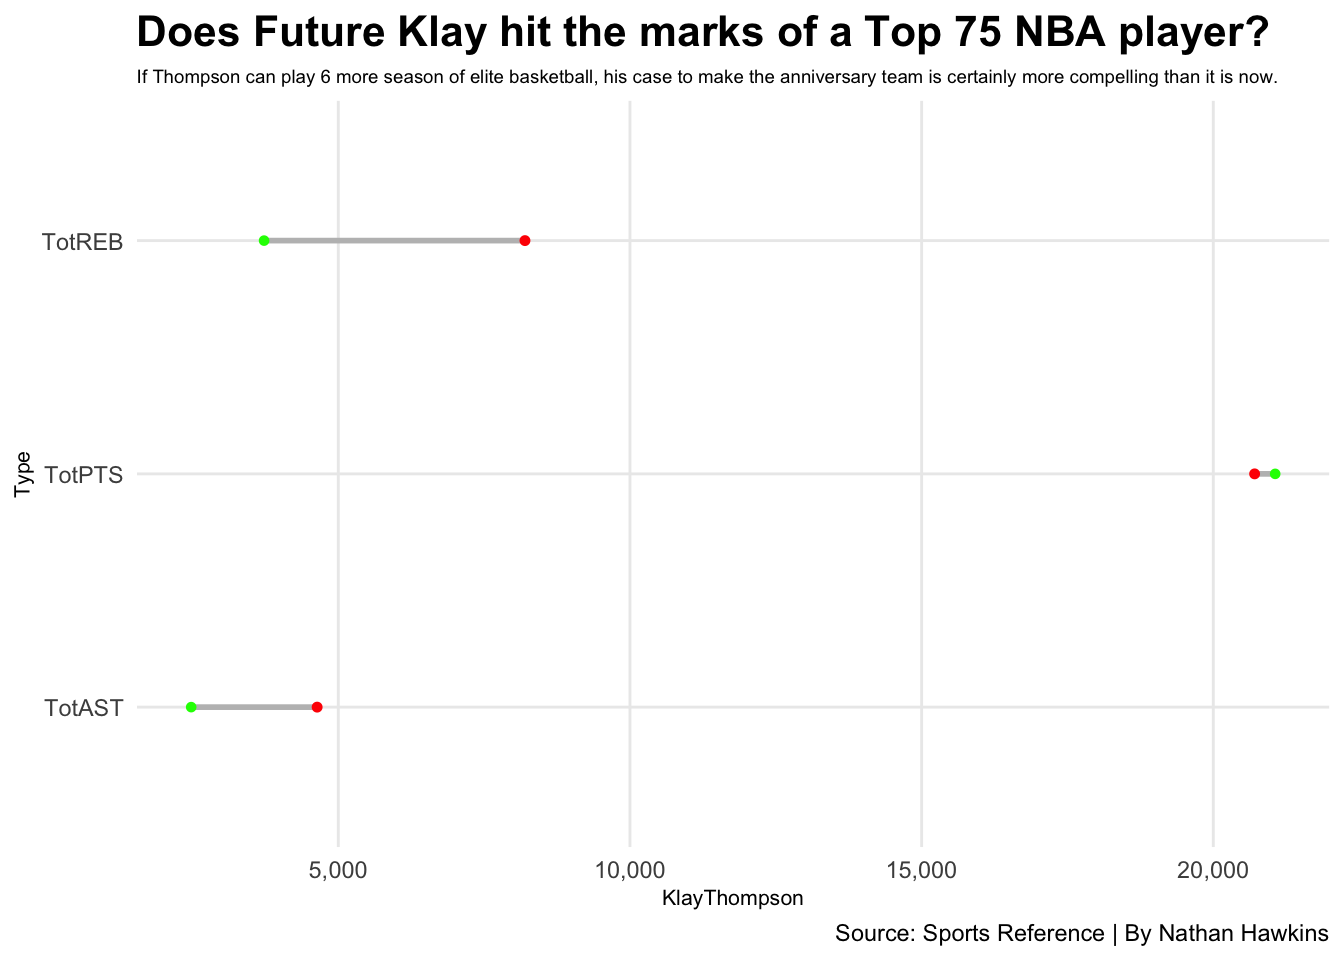 Does Future Klay hit the marks of a Top 75 NBA player?
If Thompson can play 6 more season of elite basketball, his case to make the anniversary team is certainly more compelling than it is now.
TotREB
Type
TotPTS
TotAST
5,000 10,000 15,000 20,000
KlayThompson
Source: Sports Reference | By Nathan Hawkins